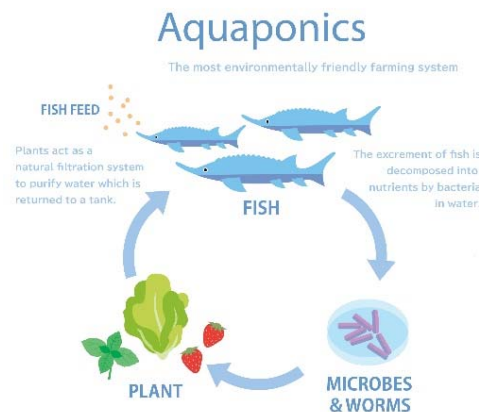 Aquaponics
The most environmentally friendly farming system
FISH FEED
Plants act as a
natural filtration system
to purify water which is
returned to a tank.
The excrement of fish is
decomposed into
nutrients by bacteria
in water.
FISH
PLANT
MICROBES
& WORMS